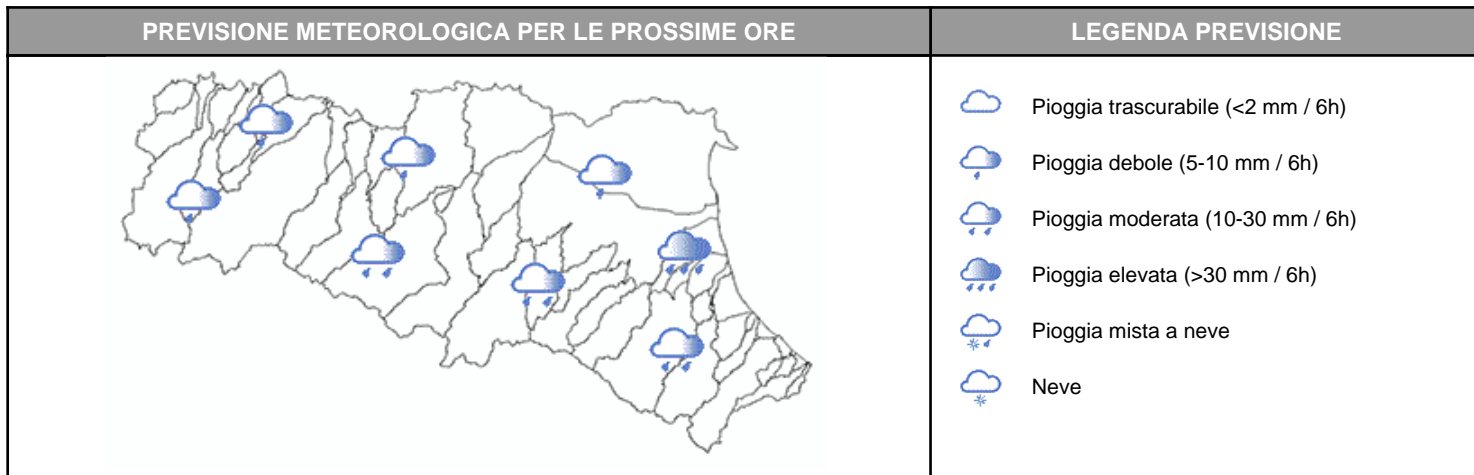 PREVISIONE METEOROLOGICA PER LE PROSSIME ORE
LEGENDA PREVISIONE
Pioggia trascurabile (<2 mm / 6h)
Pioggia debole (5-10 mm / 6h)
Pioggia moderata (10-30 mm / 6h)
Pioggia elevata (>30 mm / 6h)
Pioggia mista a neve
Neve